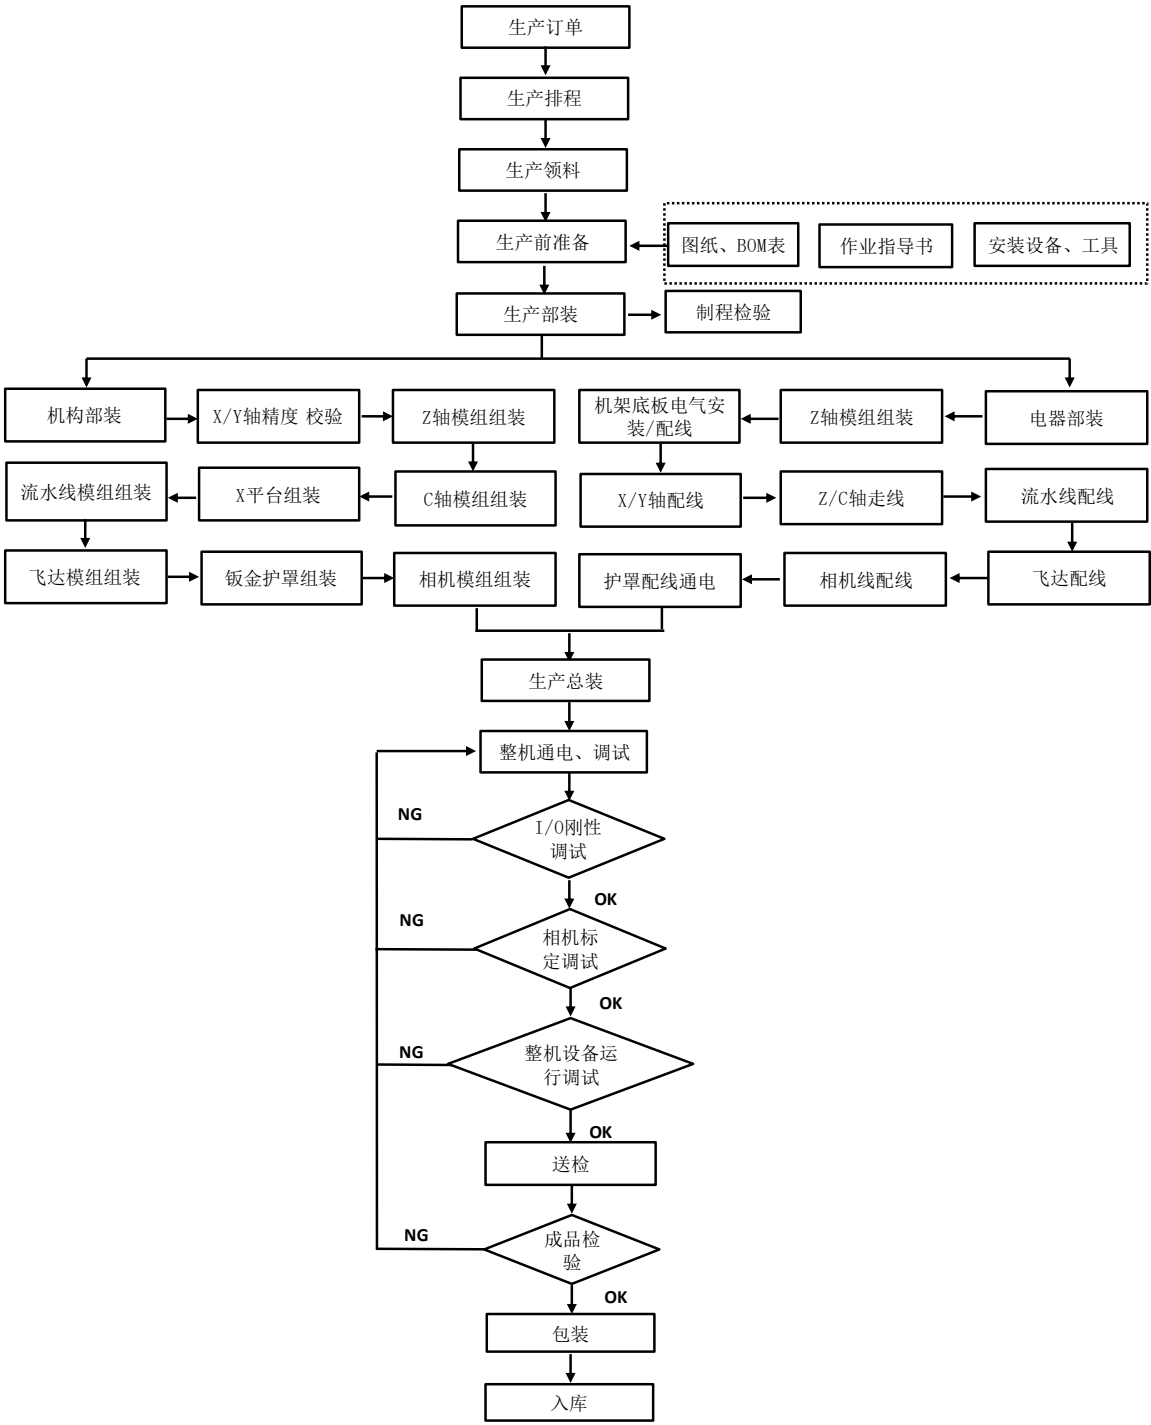 生产订单
生产排程
生产领料
生产前准备
图纸、BOM表
作业指导书
安装设备、工具
生产部装
制程检验
机构部装
X/Y轴精度 校验
Z轴模组组装
机架底板电气安
装/配线
Z轴模组组装
电器部装
流水线模组组装
X平台组装
C轴模组组装
X/Y轴配线
Z/C轴走线
流水线配线
飞达模组组装
钣金护罩组装
相机模组组装
护罩配线通电
相机线配线
飞达配线
生产总装
整机通电、调试
NG
I/O刚性
调试
OK
NG
相机标
定调试
OK
NG
整机设备运
行调试
OK
送检
NG
成品检
验
OK
包装
入库